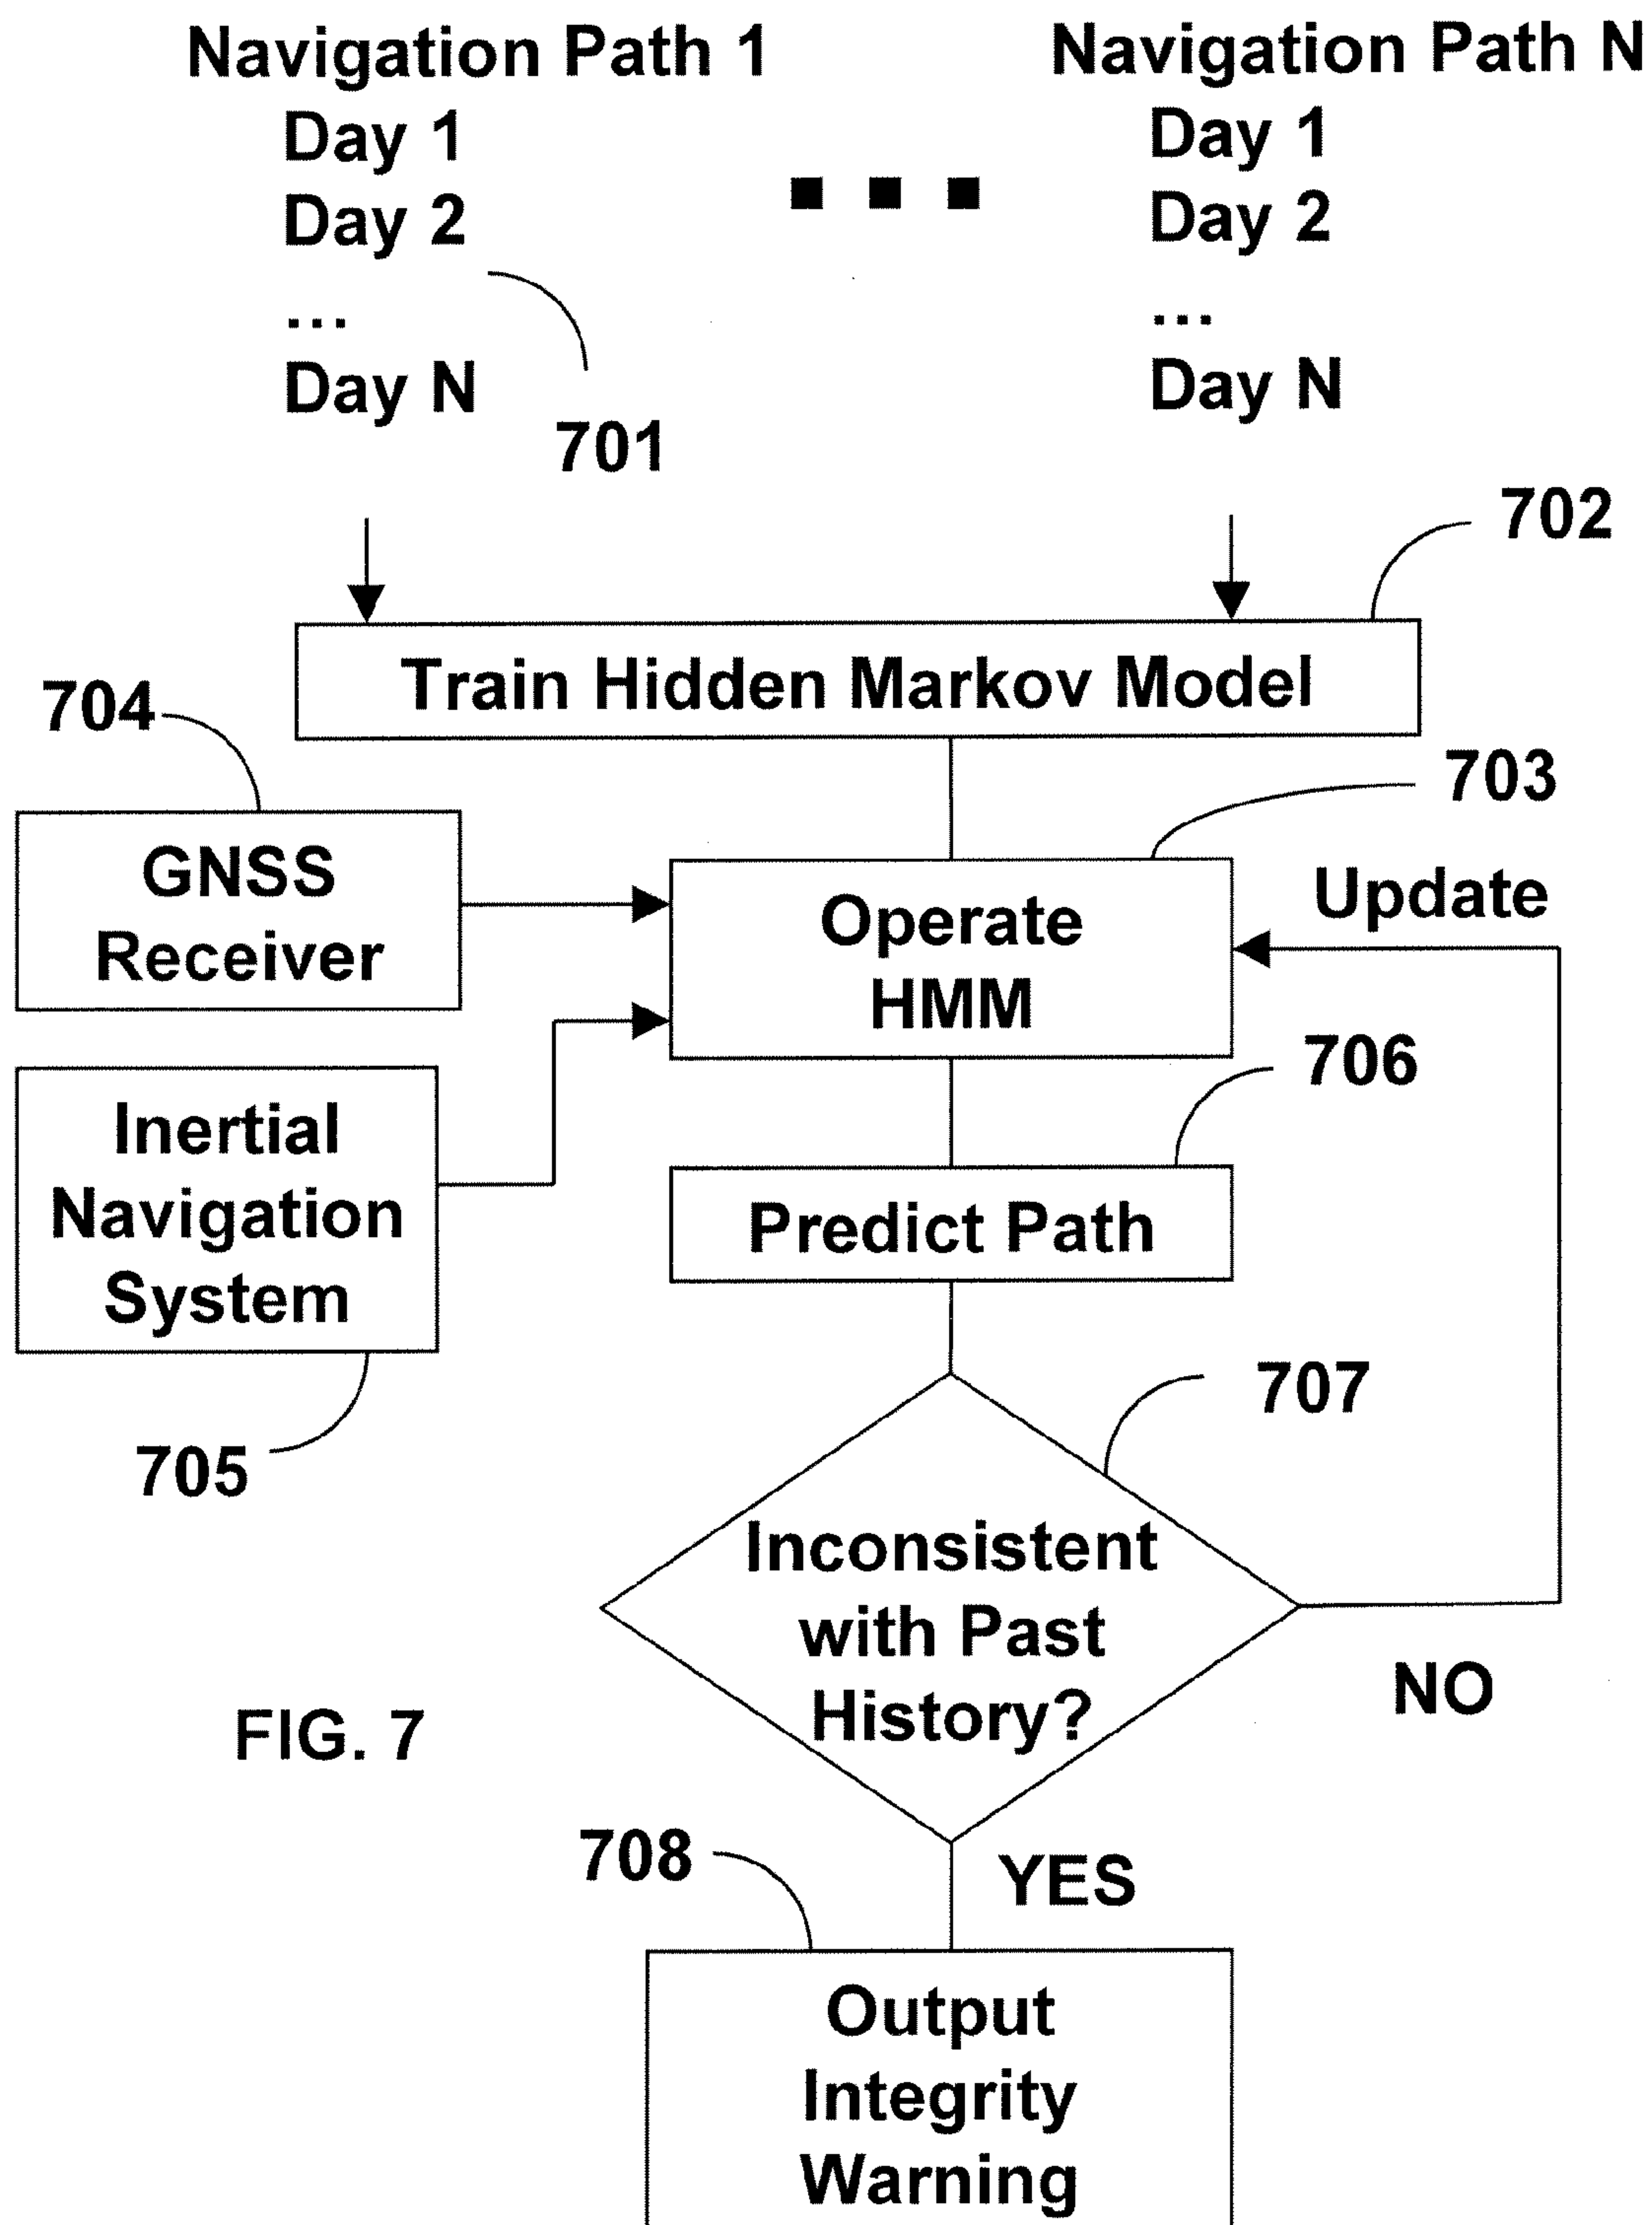 Navigation Path 1
Day 1
Day 2
...
Day N
701
Navigation Path N
Day 1
Day 2
...
Day N
702
Train Hidden Markov Model
704
703
GNSS
Receiver
Operate
HMM
Update
706
Inertial
Navigation
System
Predict Path
705
707
Inconsistent
with Past
History?
NO
FIG. 7
708
YES
Output
Integrity
Warning